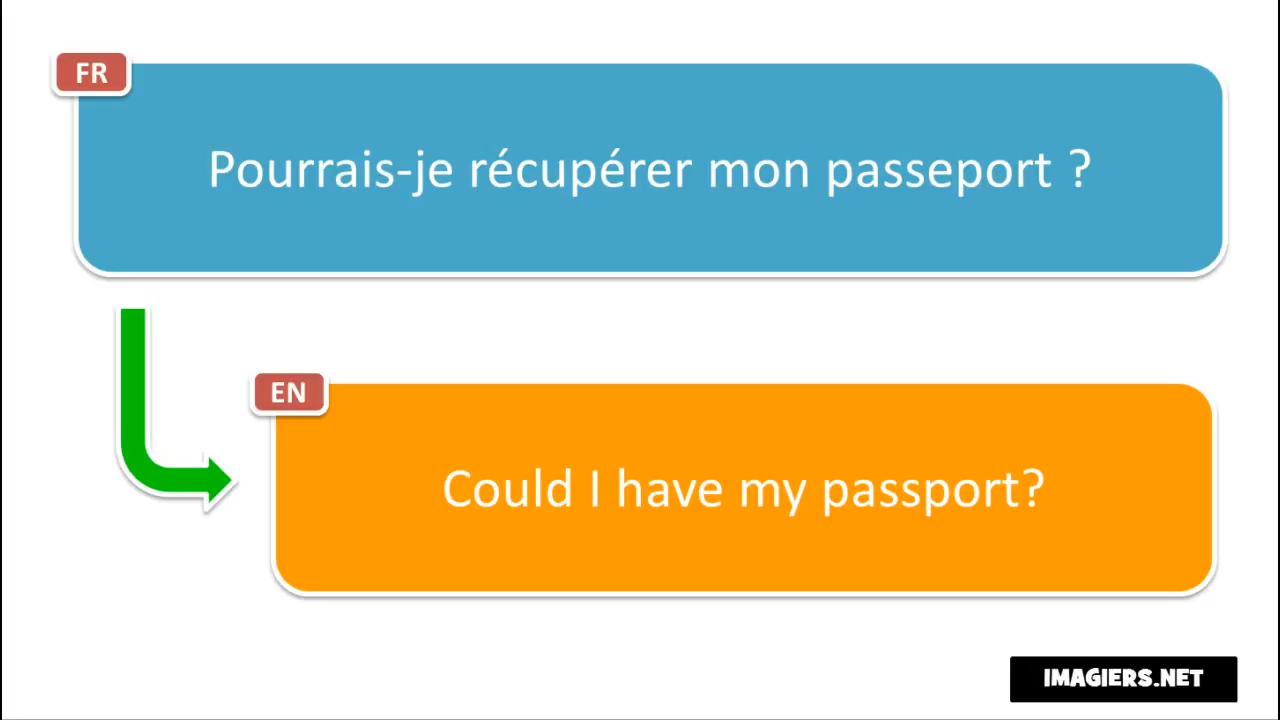 FR
Pourrais-je récupérer mon passeport ?
EN
Could I have my passport?
IMAGIERS.NET